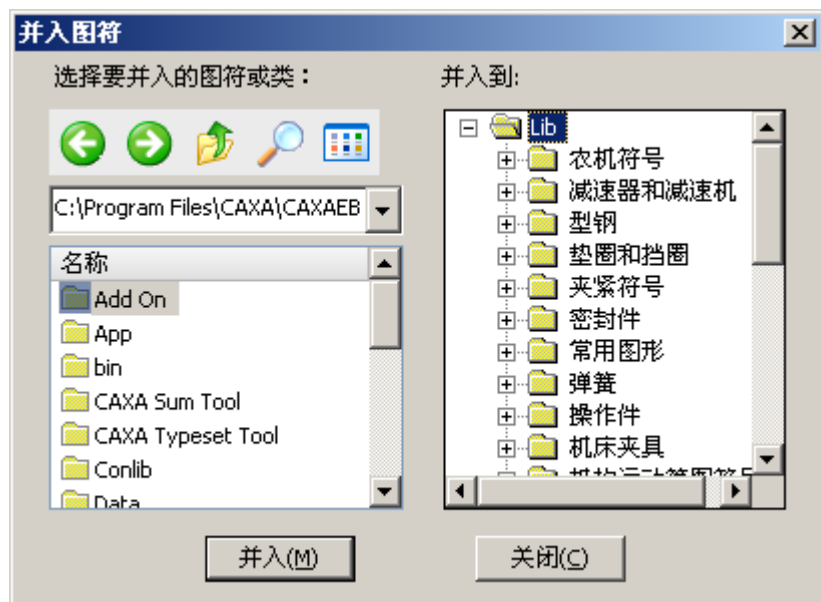 并入图符
选择要并入的图符或类：
C:\Program Files\CAXA\CAXAEB
名称
Add On
App
bin
CAXA Sum Tool
CAXA Typeset Tool
Conlib
Data
并入到:
Lib
农机符号
减速器和减速机
型钢
垫圈和挡圈
夹紧符号
密封件
常用图形
弹簧
操作件
机床夹具
并入(M)
关闭(C)